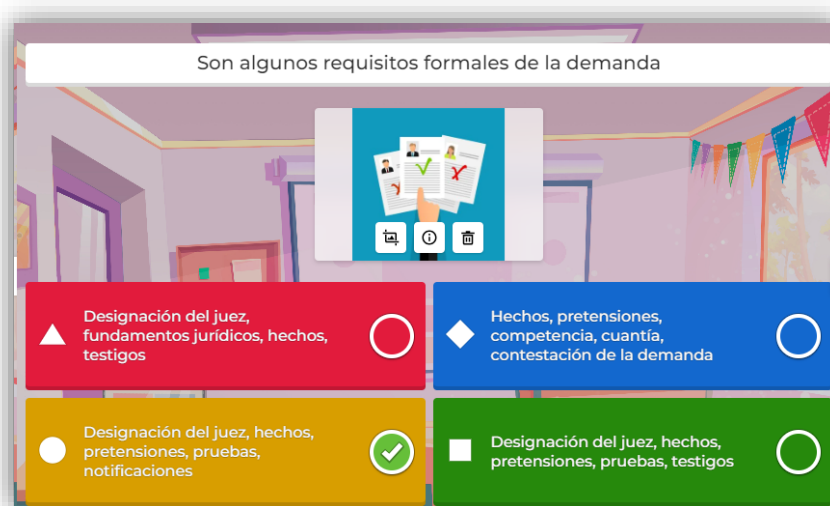 Son algunos requisitos formales de la demanda
Designación del juez,
fundamentos jurídicos, hechos,
testigos
Hechos, pretensiones,
competencia, cuantía,
contestación de la demanda
Designación del juez, hechos,
pretensiones, pruebas,
notificaciones
Designación del juez, hechos,
pretensiones, pruebas, testigos